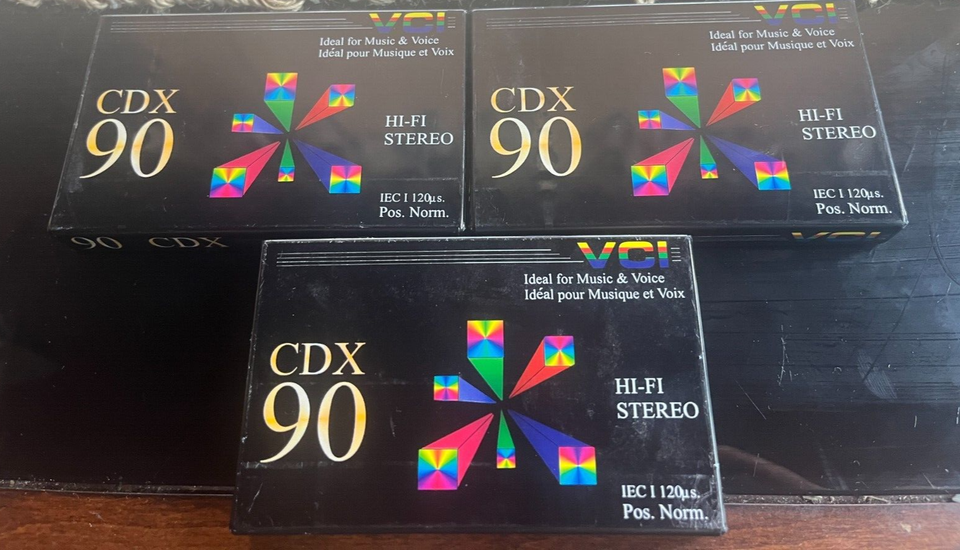 VCI
Ideal for Music & Voice
Idéal pour Musique et Voix
CDX
90
HI-FI
STEREO
IEC I 120µs.
Pos. Norm.
90 CDX
VCI
Ideal for Music & Voice
Idéal pour Musique et Voix
CDX
90
HI-FI
STEREO
IEC I 120µs.
Pos. Norm.
VCI
VCI
Ideal for Music & Voice
Idéal pour Musique et Voix
CDX
90
HI-FI
STEREO
IEC I 120µs.
Pos. Norm.